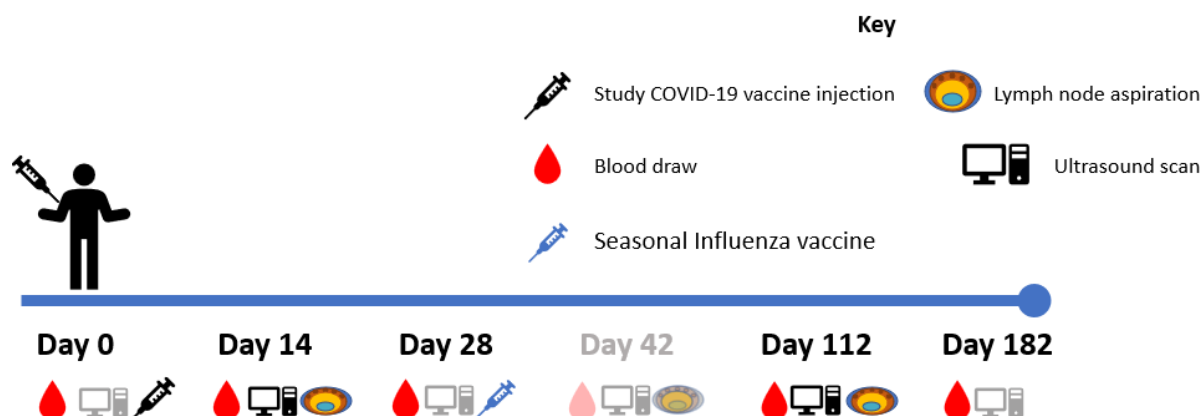 Key
Study COVID-19 vaccine injection
Lymph node aspiration
Blood draw
Ultrasound scan
Seasonal Influenza vaccine
Day 0
Day 14
Day 28
Day 42
Day 112
Day 182